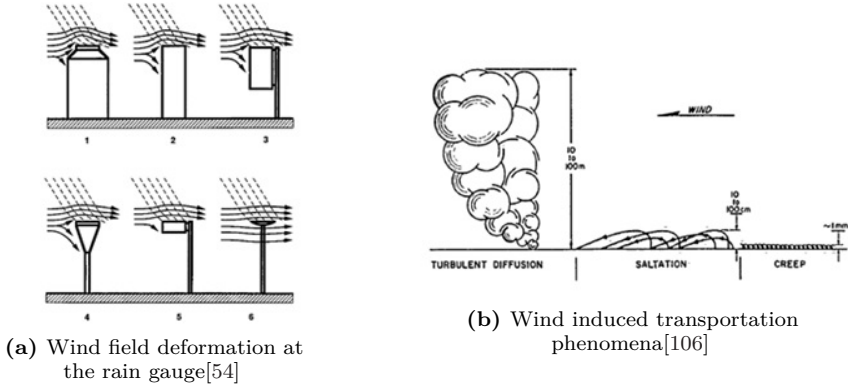 1
2
3
4
5
6
(a) Wind field deformation at
the rain gauge[54]
WIND
10
to
100m
10
to
100cm
~1mm
TURBULENT DIFFUSION
SALTATION
CREEP
(b) Wind induced transportation
phenomena[106]